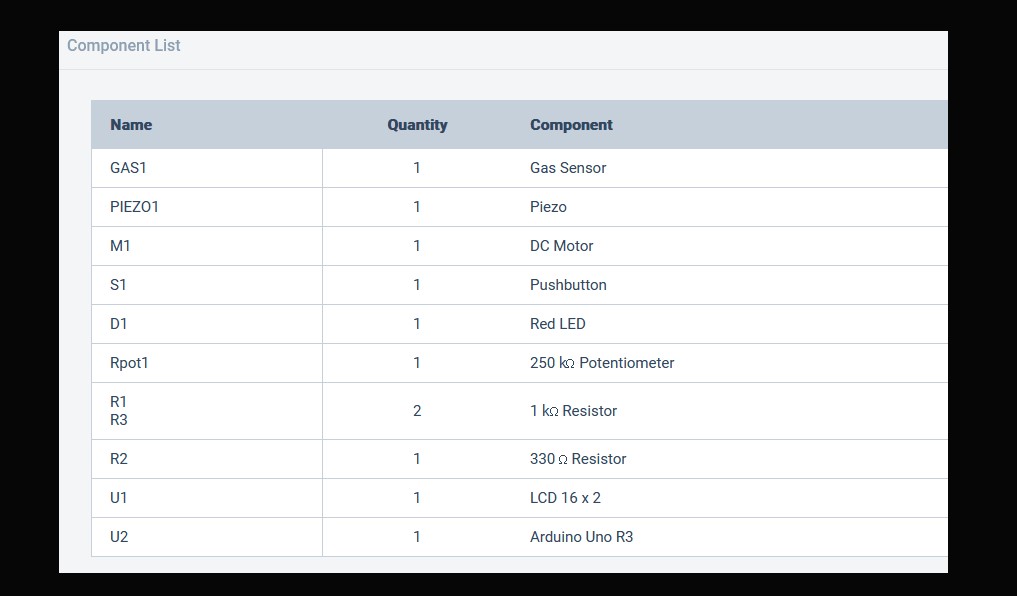 Component List
Name Quantity Component
GAS1 1 Gas Sensor
PIEZO1 1 Piezo
M1 1 DC Motor
S1 1 Pushbutton
D1 1 Red LED
Rpot1 1 250 kΩ Potentiometer
R1
R3 2 1 kΩ Resistor
R2 1 330 Ω Resistor
U1 1 LCD 16 x 2
U2 1 Arduino Uno R3